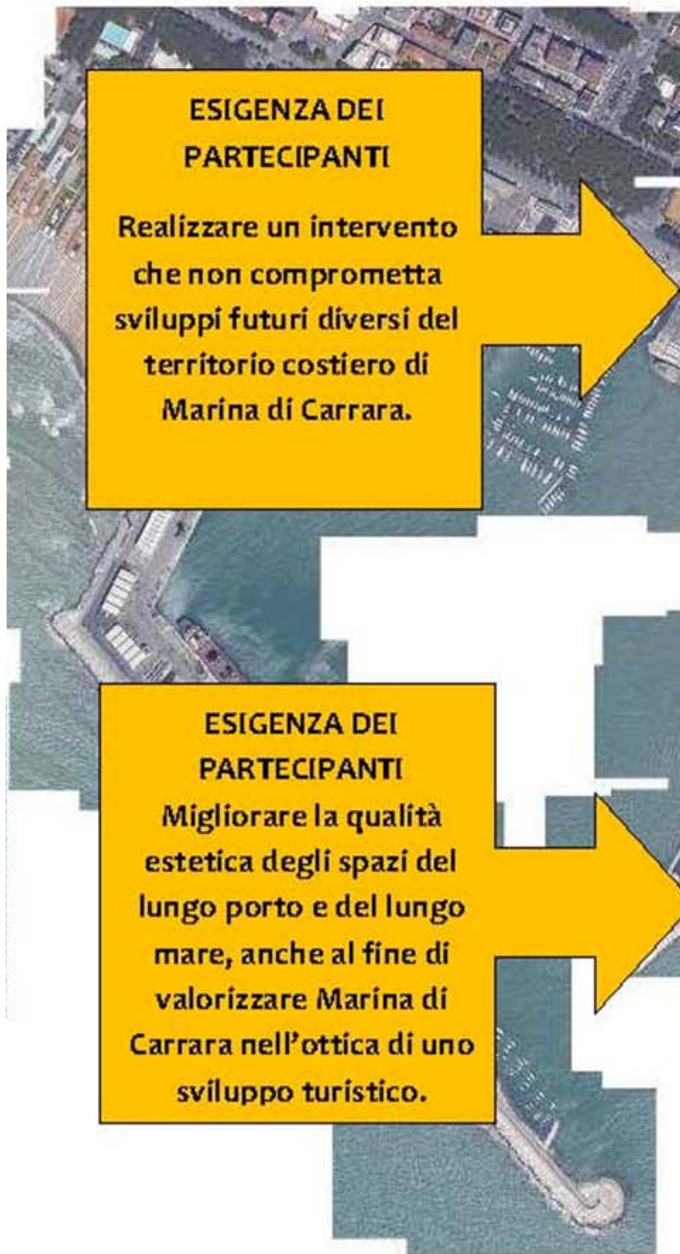 ESIGENZA DEI
PARTECIPANTI
Realizzare un intervento
che non comprometta
sviluppi futuri diversi del
territorio costiero di
Marina di Carrara.
ESIGENZA DEI
PARTECIPANTI
Migliorare la qualità
estetica degli spazi del
lungo porto e del lungo
mare, anche al fine di
valorizzare Marina di
Carrara nell'ottica di uno
sviluppo turistico.